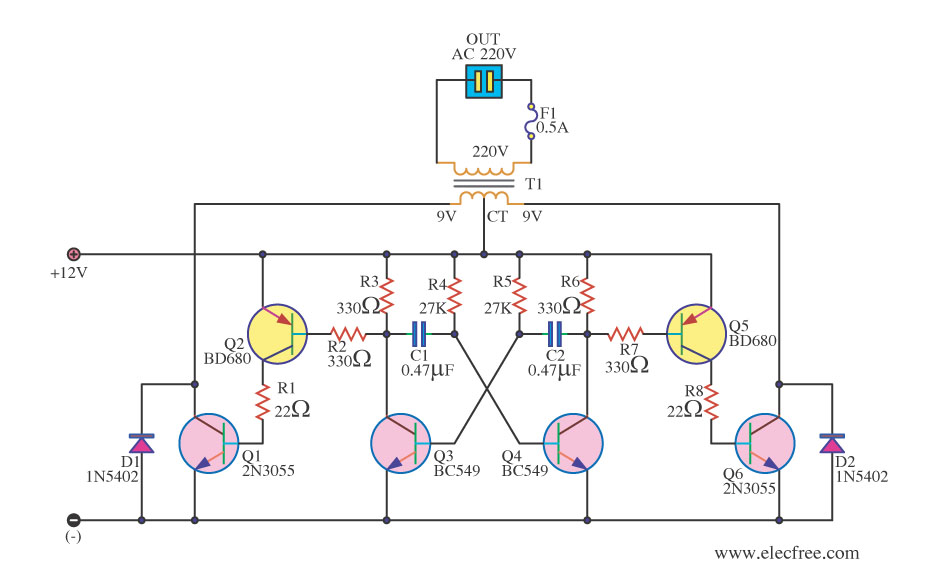 OUT
AC 220V
F1
0.5A
220V
T1
9V CT 9V
+12V
R3
330Ω
R4
27K
R5
27K
R6
330Ω
Q2
BD680
R2
330Ω
C1
0.47µF
C2
0.47µF
R7
330Ω
Q5
BD680
R1
22Ω
R8
22Ω
D1
1N5402
Q1
2N3055
Q3
BC549
Q4
BC549
Q6
2N3055
D2
1N5402
(-)
www.elecfree.com